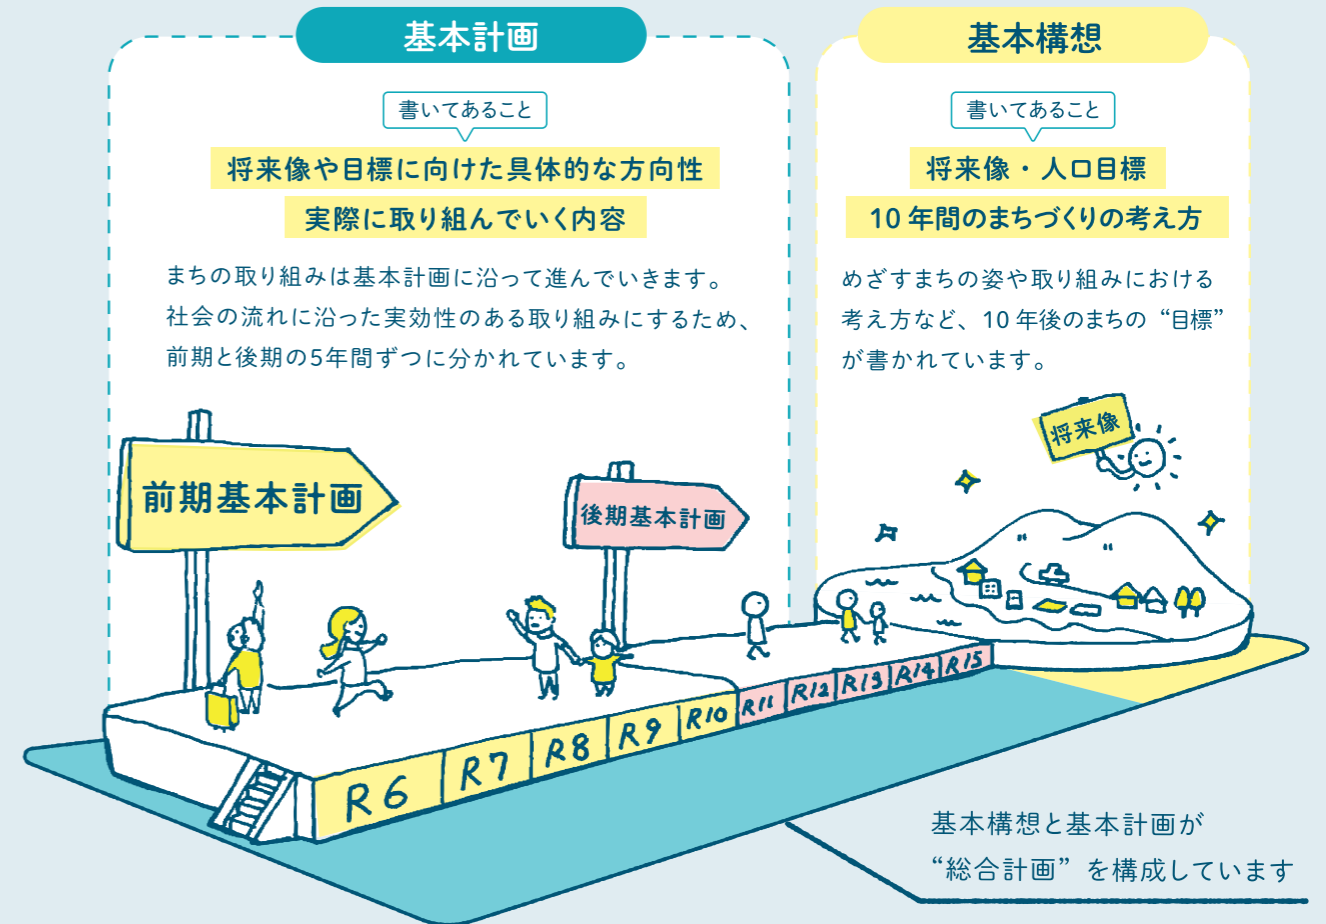 基本計画
書いてあること
将来像や目標に向けた具体的な方向性
実際に取り組んでいく内容
まちの取り組みは基本計画に沿って進んでいきます。
社会の流れに沿った実効性のある取り組みにするため、
前期と後期の5年間ずつに分かれています。
基本構想
書いてあること
将来像・人口目標
10年間のまちづくりの考え方
めざすまちの姿や取り組みにおける
考え方など、10年後のまちの“目標”
が書かれています。
将来像
前期基本計画
後期基本計画
R6
R7
R8
R9
R10
R11
R12
R13
R14
R15
基本構想と基本計画が
“総合計画”を構成しています